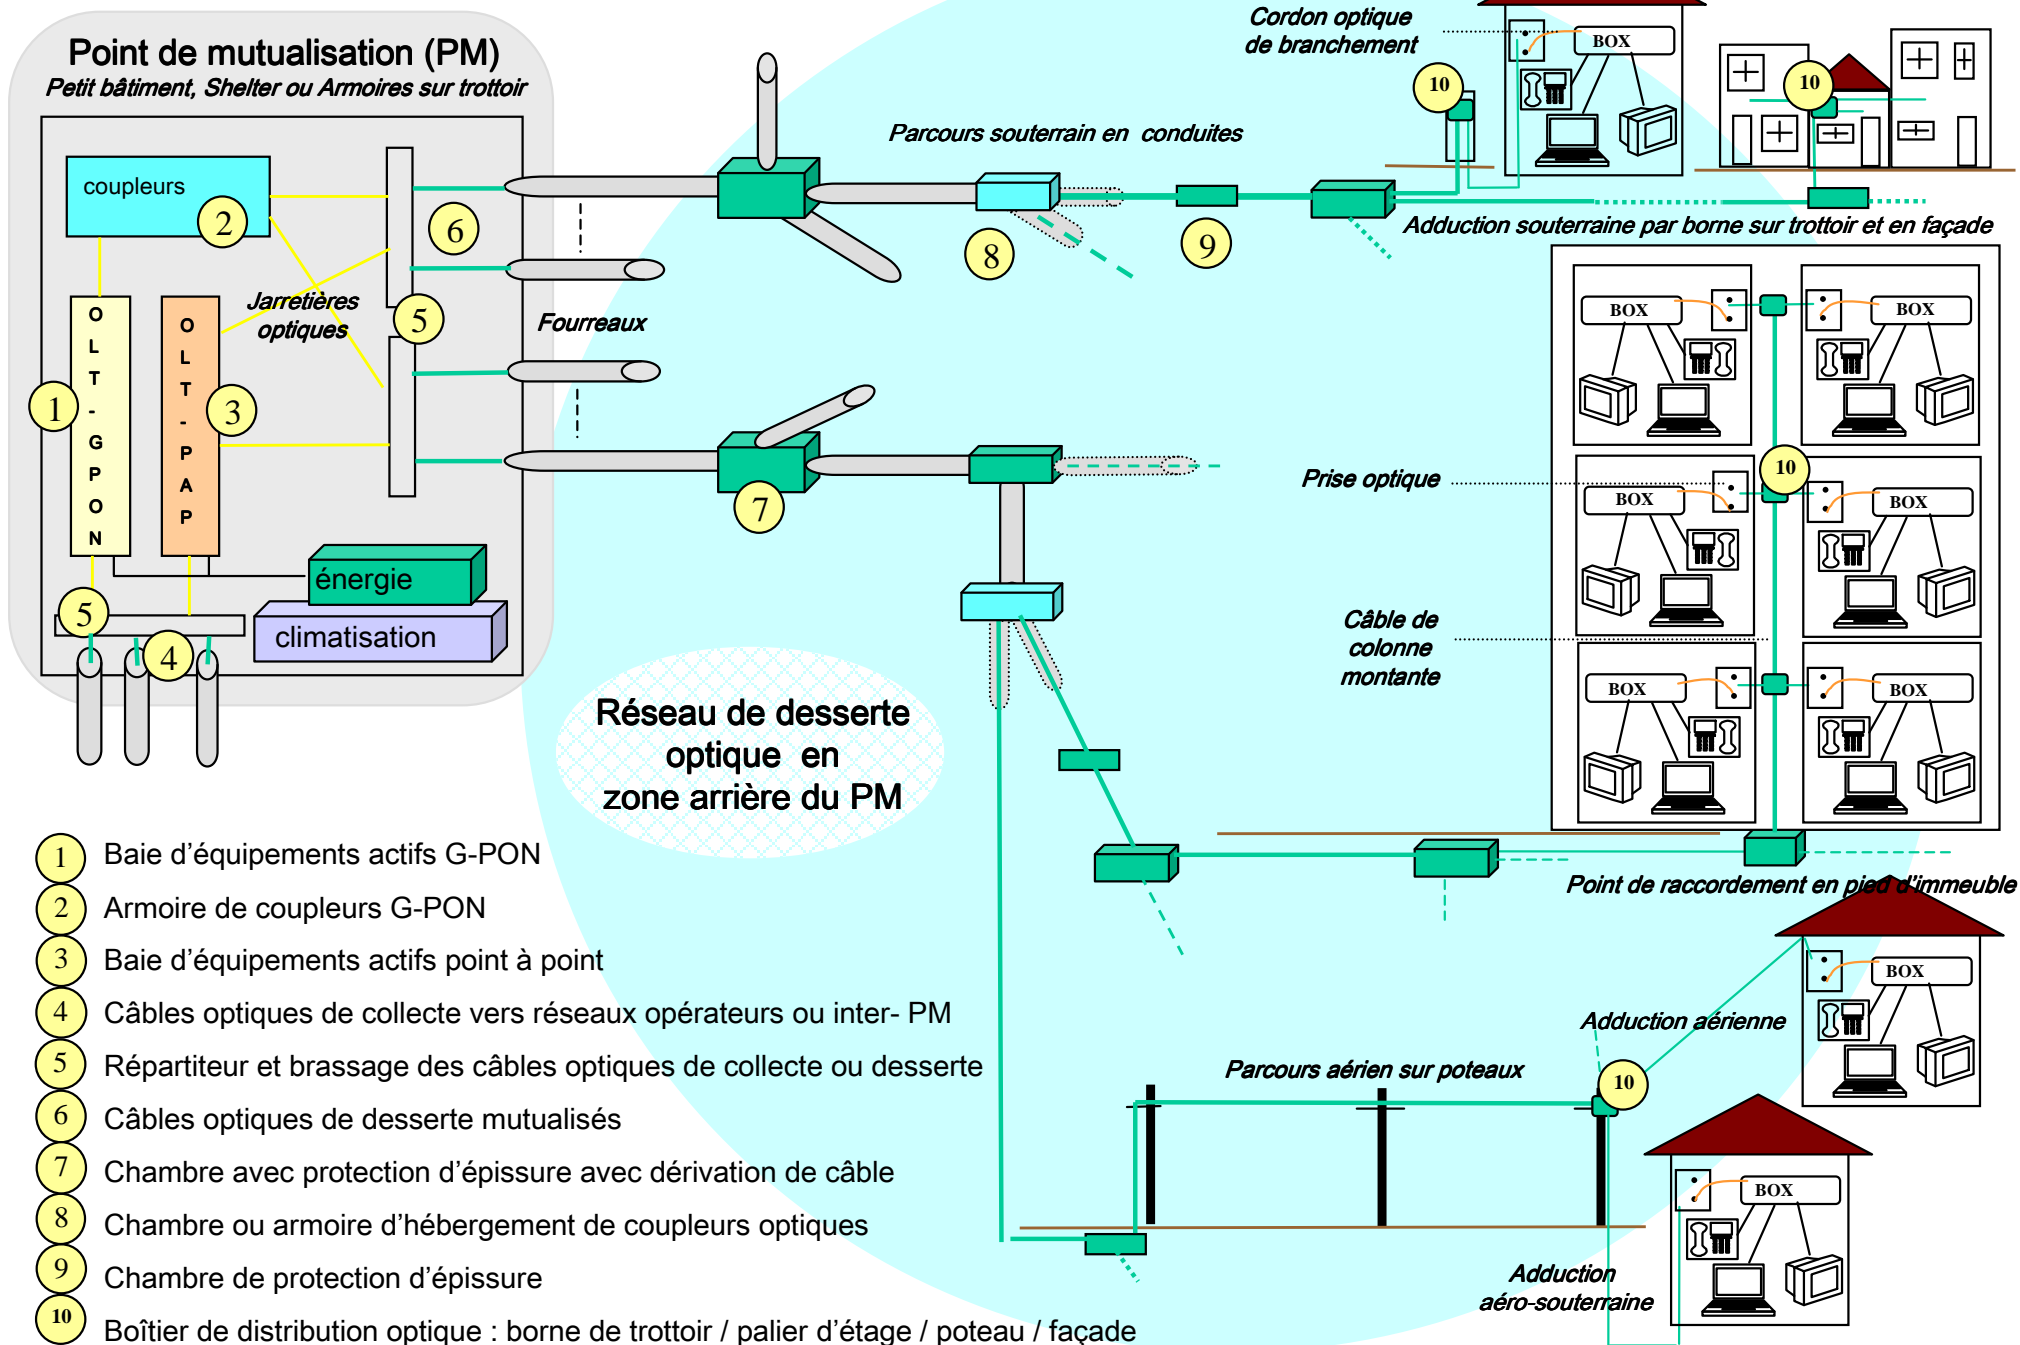 Point de mutualisation (PM)
Petit bâtiment, Shelter ou Armoires sur trottoir
coupleurs
2
6
Jarretières
optiques
5
O
L
T
-
G
P
O
N
1
O
L
T
-
P
A
P
3
énergie
climatisation
5
4
Fourreaux
Parcours souterrain en conduites
8
9
7
Cordon optique
de branchement
BOX
10
10
Adduction souterraine par borne sur trottoir et en façade
BOX
BOX
Prise optique
10
BOX
BOX
Câble de
colonne
montante
BOX
BOX
Point de raccordement en pied d'immeuble
Réseau de desserte
optique en
zone arrière du PM
BOX
Adduction aérienne
Parcours aérien sur poteaux
10
BOX
Adduction
aéro-souterraine
1 Baie d'équipements actifs G-PON
2 Armoire de coupleurs G-PON
3 Baie d'équipements actifs point à point
4 Câbles optiques de collecte vers réseaux opérateurs ou inter- PM
5 Répartiteur et brassage des câbles optiques de collecte ou desserte
6 Câbles optiques de desserte mutualisés
7 Chambre avec protection d'épissure avec dérivation de câble
8 Chambre ou armoire d'hébergement de coupleurs optiques
9 Chambre de protection d'épissure
10 Boîtier de distribution optique : borne de trottoir / palier d'étage / poteau / façade